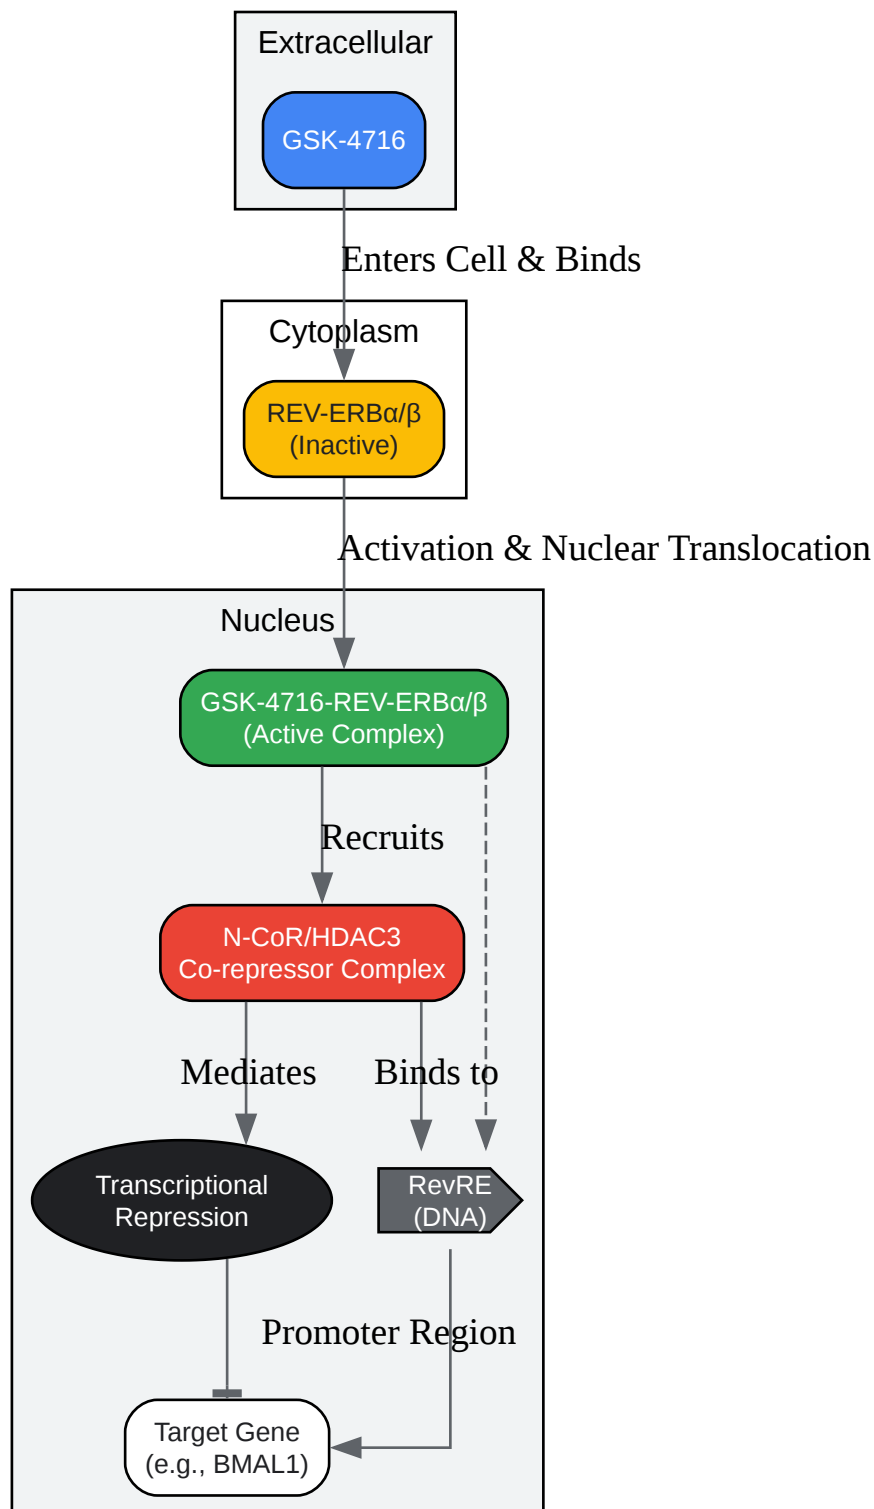 Extracellular
GSK-4716
Enters Cell & Binds
Cytoplasm
REV-ERBα/β
(Inactive)
Activation & Nuclear Translocation
Nucleus
GSK-4716-REV-ERBα/β
(Active Complex)
Recruits
N-CoR/HDAC3
Co-repressor Complex
Mediates
Binds to
Transcriptional
Repression
RevRE
(DNA)
Promoter Region
Target Gene
(e.g., BMAL1)